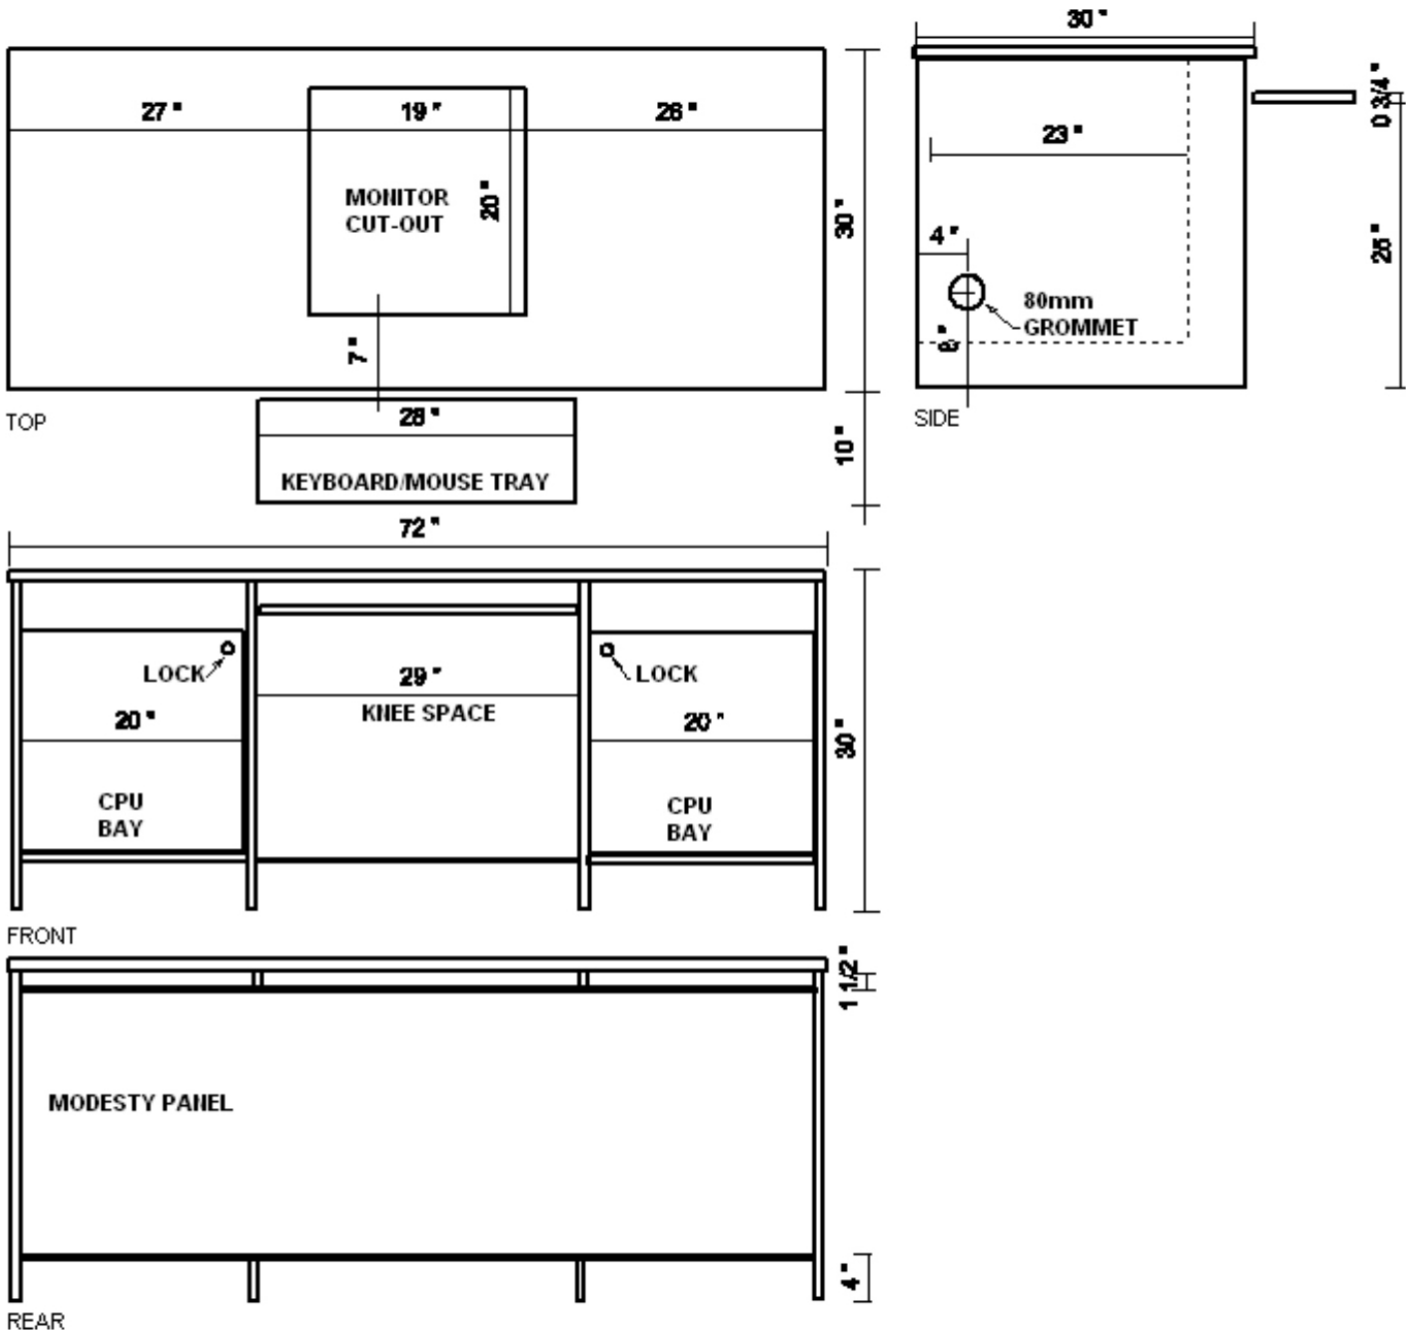 30 "
27 "
19 "
26 "
0 3/4 "
23 "
MONITOR
CUT-OUT
20 "
30 "
4 "
80mm
GROMMET
7 "
TOP
28 "
SIDE
10 "
KEYBOARD/MOUSE TRAY
72 "
LOCK
29 "
LOCK
20 "
KNEE SPACE
20 "
30 "
CPU
BAY
CPU
BAY
FRONT
1 1/2 "
MODESTY PANEL
4 "
REAR